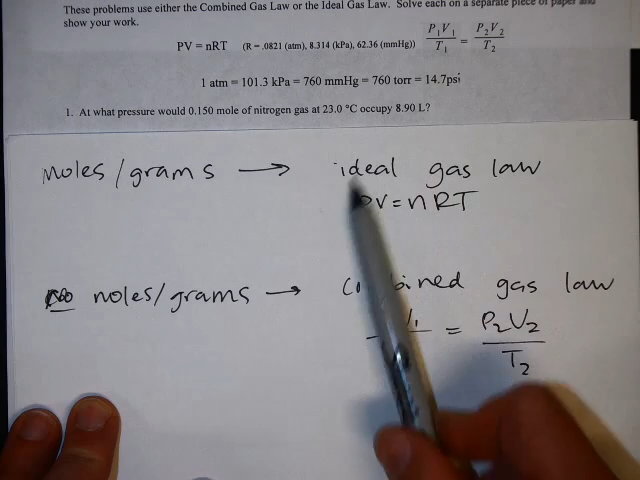 These problems use either the Combined Gas Law or the Ideal Gas Law. Solve each on a separate piece of paper and
show your work.
PV = nRT (R = .0821 (atm), 8.314 (kPa), 62.36 (mmHg)) P₁V₁/T₁ = P₂V₂/T₂
1 atm = 101.3 kPa = 760 mmHg = 760 torr = 14.7psi
1. At what pressure would 0.150 mole of nitrogen gas at 23.0 °C occupy 8.90 L?
Moles/grams → ideal gas law
PV = nRT
no moles/grams → combined gas law
V₁ = P₂V₂/T₂